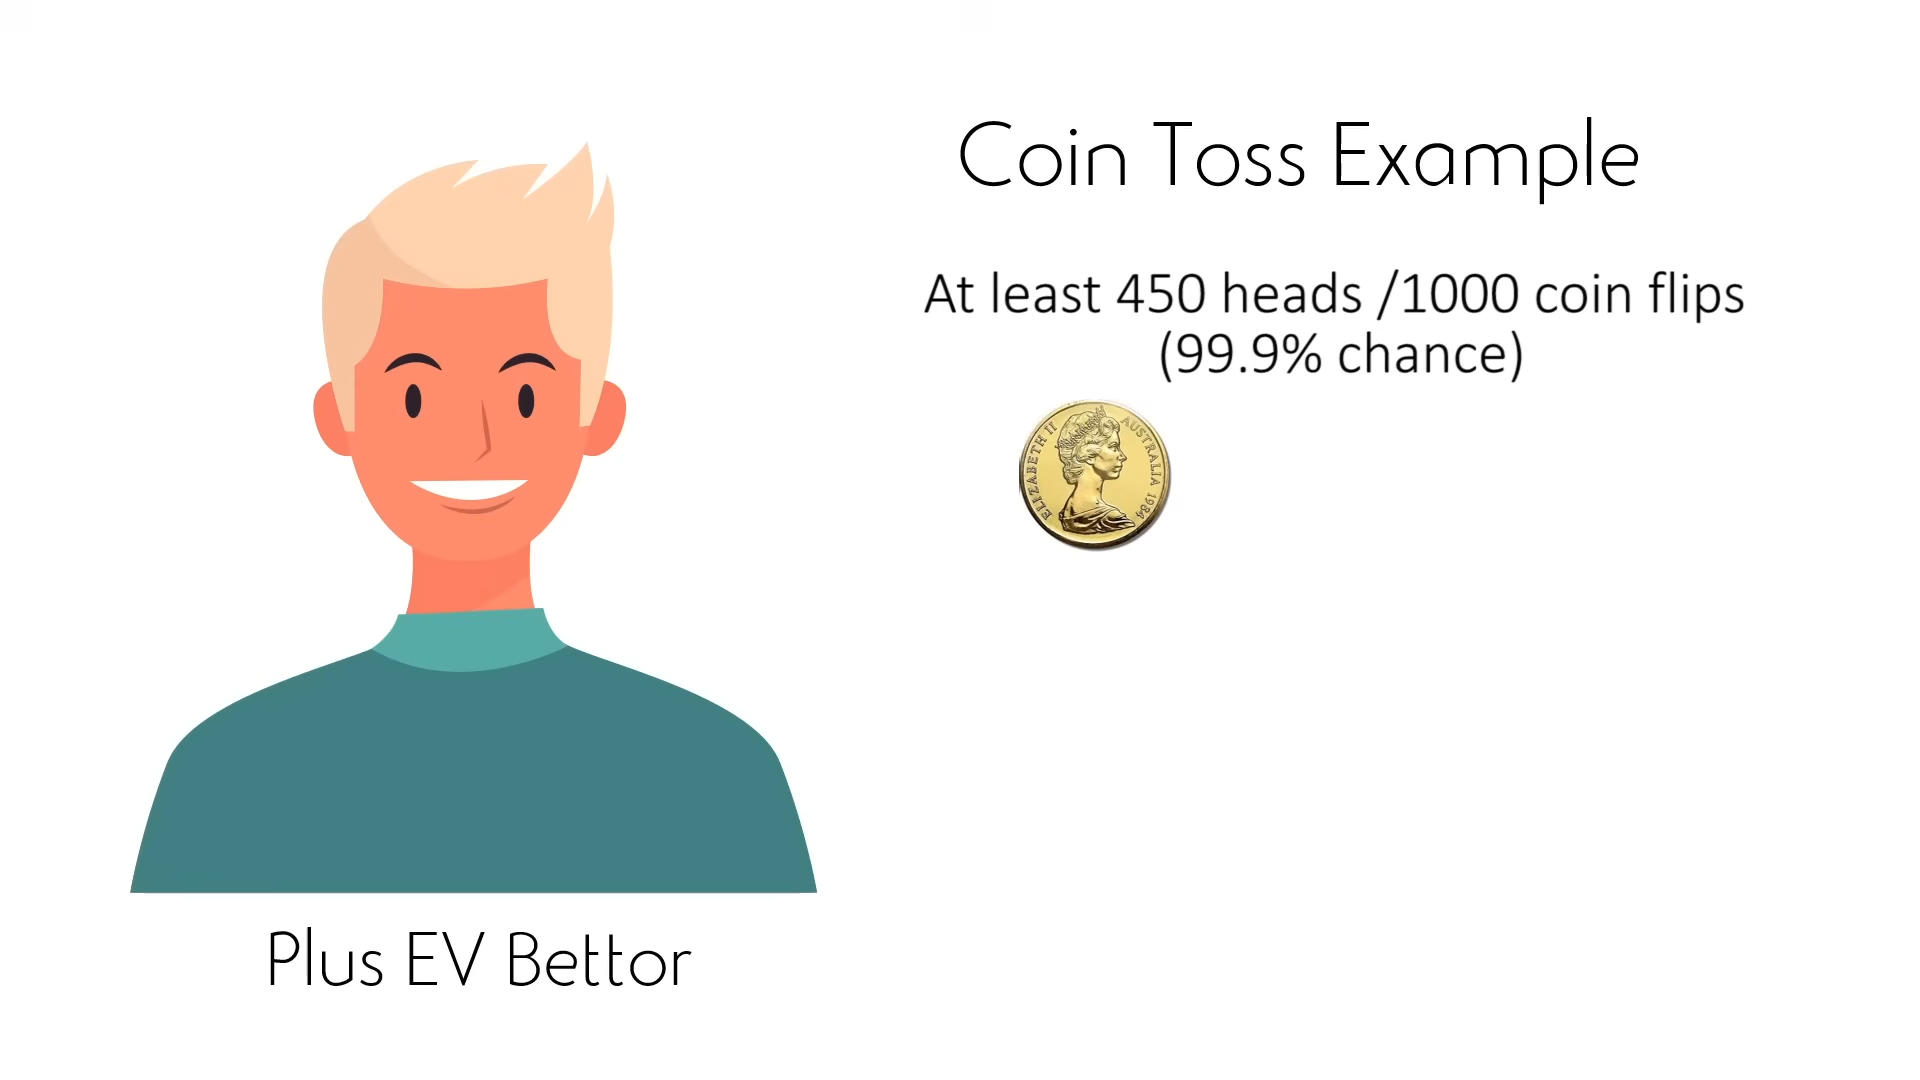 Coin Toss Example
At least 450 heads /1000 coin flips
(99.9% chance)
ELIZABETH II AUSTRALIA 1984
Plus EV Bettor